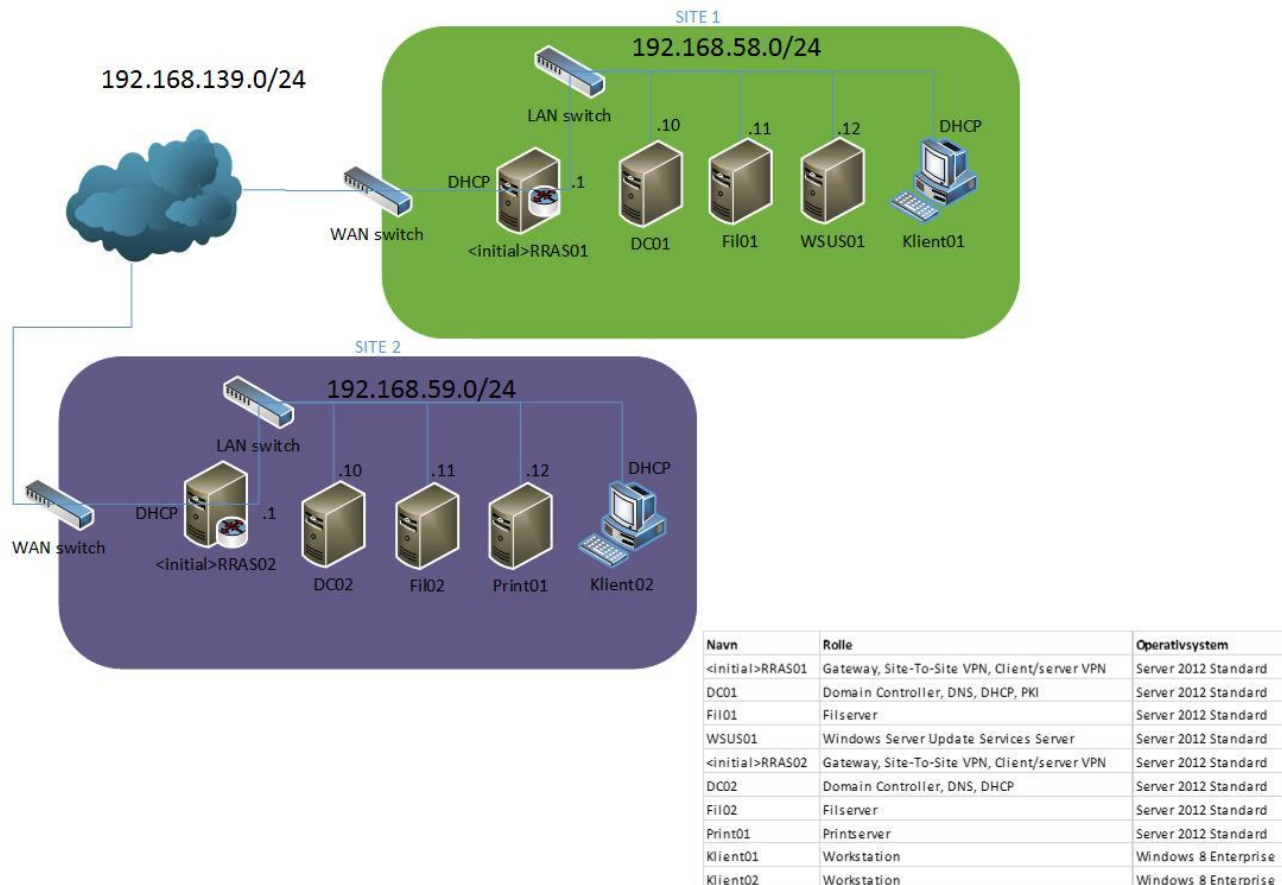 SITE 1
192.168.58.0/24
192.168.139.0/24
LAN switch
.10
.11
.12
DHCP
DHCP
.1
WAN switch
<initial>RRAS01
DC01
Fil01
WSUS01
Klient01
SITE 2
192.168.59.0/24
LAN switch
.10
.11
.12
DHCP
DHCP
.1
WAN switch
<initial>RRAS02
DC02
Fil02
Print01
Klient02
Navn Rolle Operativsystem
<initial>RRAS01 Gateway, Site-To-Site VPN, Client/server VPN Server 2012 Standard
DC01 Domain Controller, DNS, DHCP, PKI Server 2012 Standard
Fil01 Filserver Server 2012 Standard
WSUS01 Windows Server Update Services Server Server 2012 Standard
<initial>RRAS02 Gateway, Site-To-Site VPN, Client/server VPN Server 2012 Standard
DC02 Domain Controller, DNS, DHCP Server 2012 Standard
Fil02 Filserver Server 2012 Standard
Print01 Printserver Server 2012 Standard
Klient01 Workstation Windows 8 Enterprise
Klient02 Workstation Windows 8 Enterprise